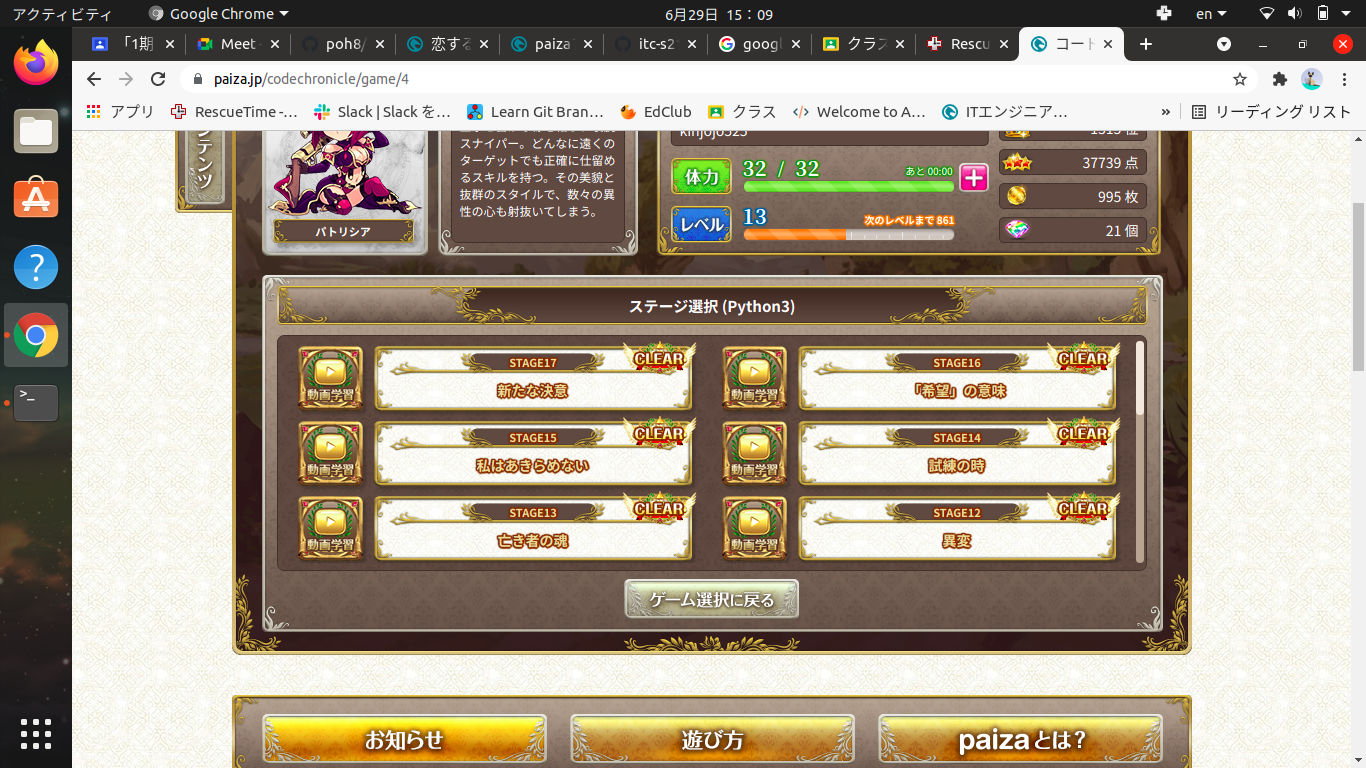 アクティビティ
Google Chrome
6月29日 15：09
en
「1期
Meet -
poh8/
恋する
paiza
itc-s2
googl
クラス
Rescu
コート
paiza.jp/codechronicle/game/4
アプリ
RescueTime -...
Slack | Slack を...
Learn Git Bran...
EdClub
クラス
Welcome to A...
ITエンジニア...
»
リーディング リスト
ンテンツ
パトリシア
スナイパー。どんなに遠くの
ターゲットでも正確に仕留め
るスキルを持つ。その美貌と
抜群のスタイルで、数々の異
性の心も射抜いてしまう。
kinjojo525
体力
32 / 32
あと 00:00
レベル
13
次のレベルまで 861
1315 位
37739 点
995 枚
21 個
ステージ選択 (Python3)
動画学習
STAGE17
CLEAR
新たな決意
動画学習
STAGE16
CLEAR
「希望」の意味
動画学習
STAGE15
CLEAR
私はあきらめない
動画学習
STAGE14
CLEAR
試練の時
動画学習
STAGE13
CLEAR
亡き者の魂
動画学習
STAGE12
CLEAR
異変
ゲーム選択に戻る
お知らせ
遊び方
paizaとは？